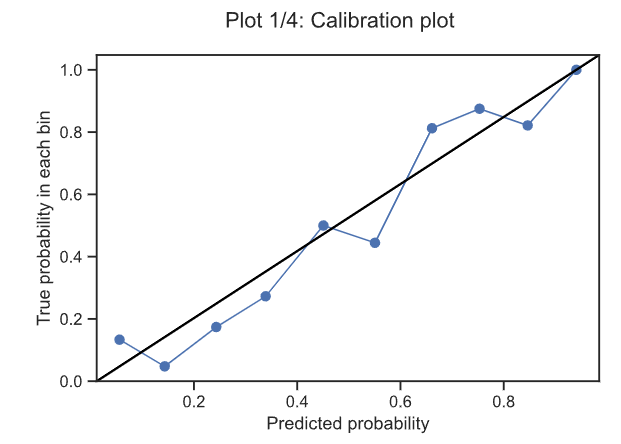 Plot 1/4: Calibration plot
True probability in each bin
1.0
0.8
0.6
0.4
0.2
0.0
0.2 0.4 0.6 0.8
Predicted probability